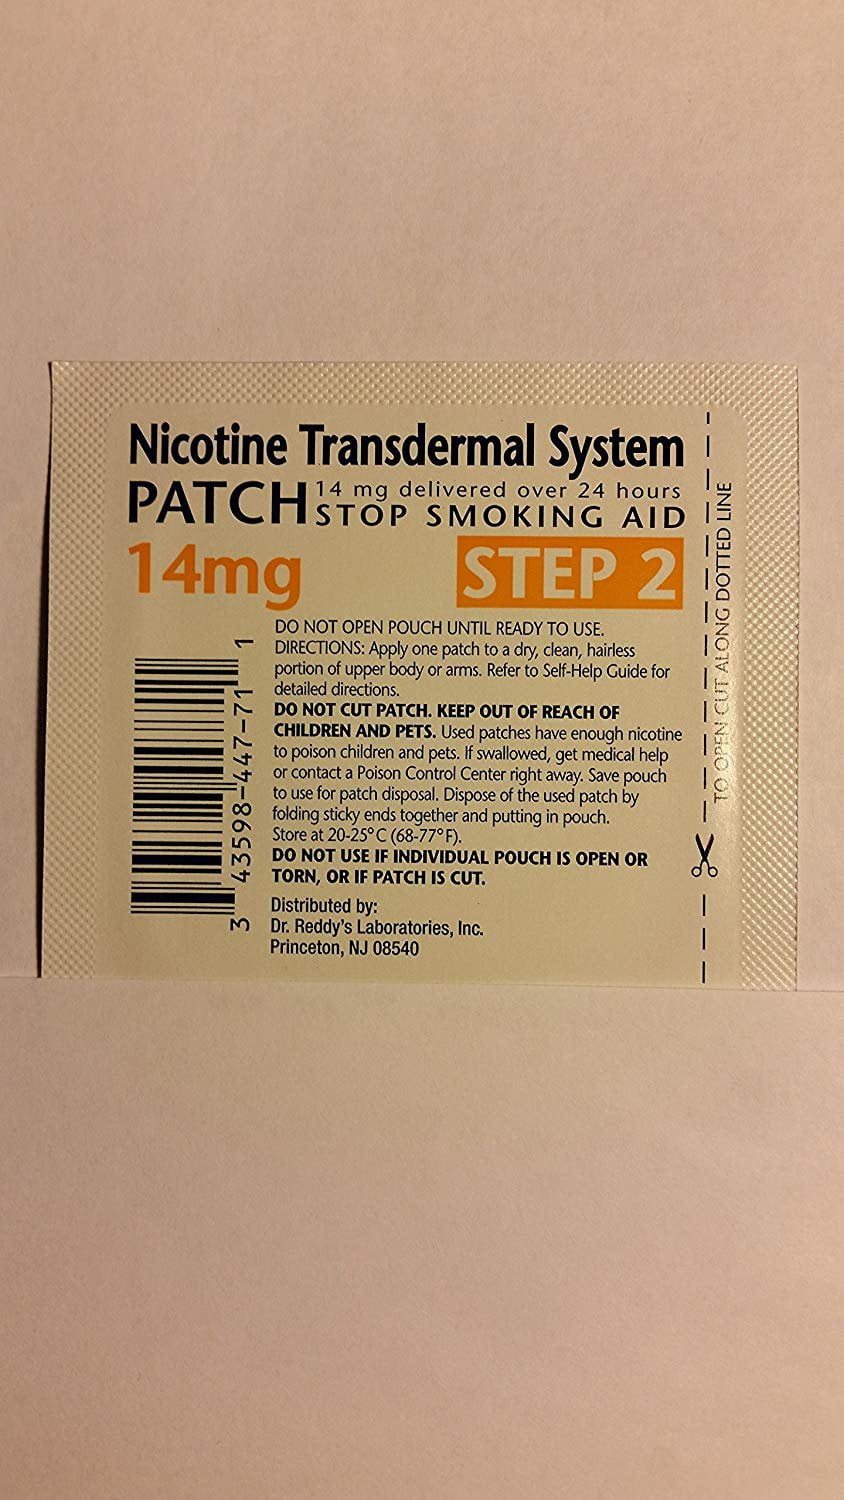 Nicotine Transdermal System
PATCH 14 mg delivered over 24 hours
STOP SMOKING AID
14mg STEP 2
DO NOT OPEN POUCH UNTIL READY TO USE.
DIRECTIONS: Apply one patch to a dry, clean, hairless
portion of upper body or arms. Refer to Self-Help Guide for
detailed directions.
DO NOT CUT PATCH. KEEP OUT OF REACH OF
CHILDREN AND PETS. Used patches have enough nicotine
to poison children and pets. If swallowed, get medical help
or contact a Poison Control Center right away. Save pouch
to use for patch disposal. Dispose of the used patch by
folding sticky ends together and putting in pouch.
Store at 20-25°C (68-77°F).
DO NOT USE IF INDIVIDUAL POUCH IS OPEN OR
TORN, OR IF PATCH IS CUT.
Distributed by:
Dr. Reddy's Laboratories, Inc.
Princeton, NJ 08540
3 43598-447-71 1
TO OPEN CUT ALONG DOTTED LINE